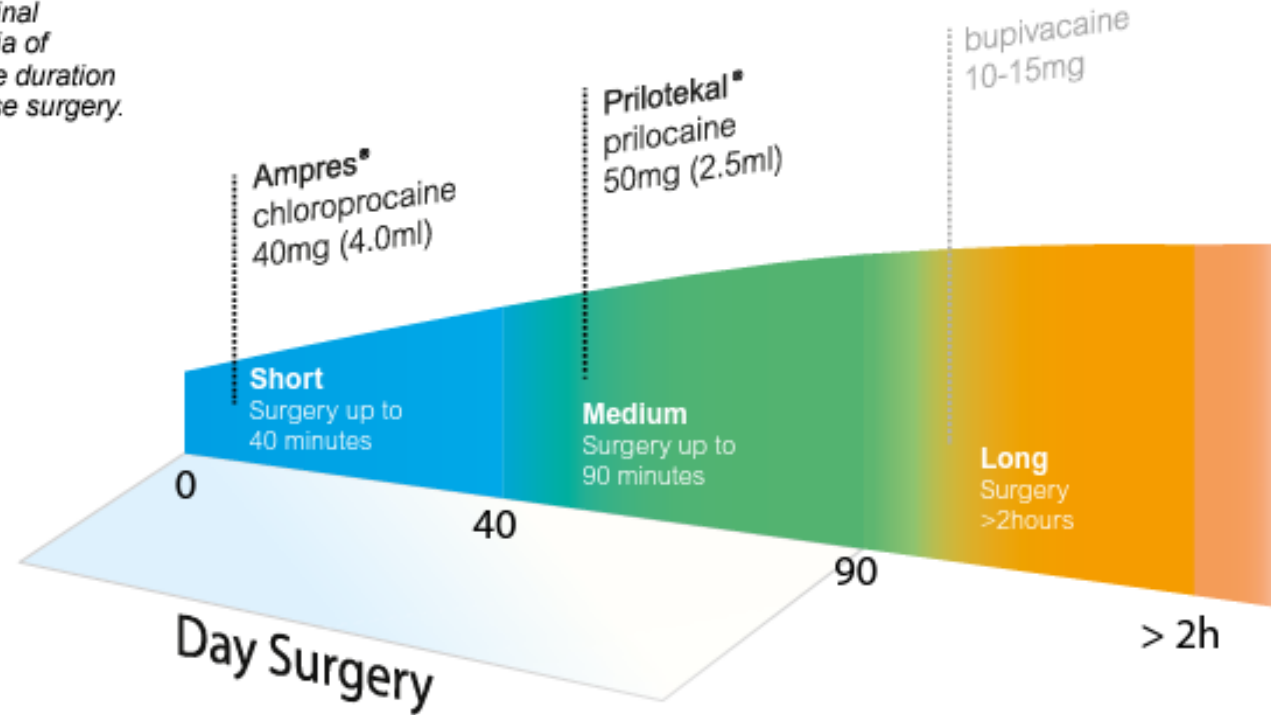 inal
ia of
e duration
se surgery.
Ampres®
chloroprocaine
40mg (4.0ml)
Prilotekal®
prilocaine
50mg (2.5ml)
bupivacaine
10-15mg
Short
Surgery up to
40 minutes
Medium
Surgery up to
90 minutes
Long
Surgery
>2hours
0
40
90
> 2h
Day Surgery